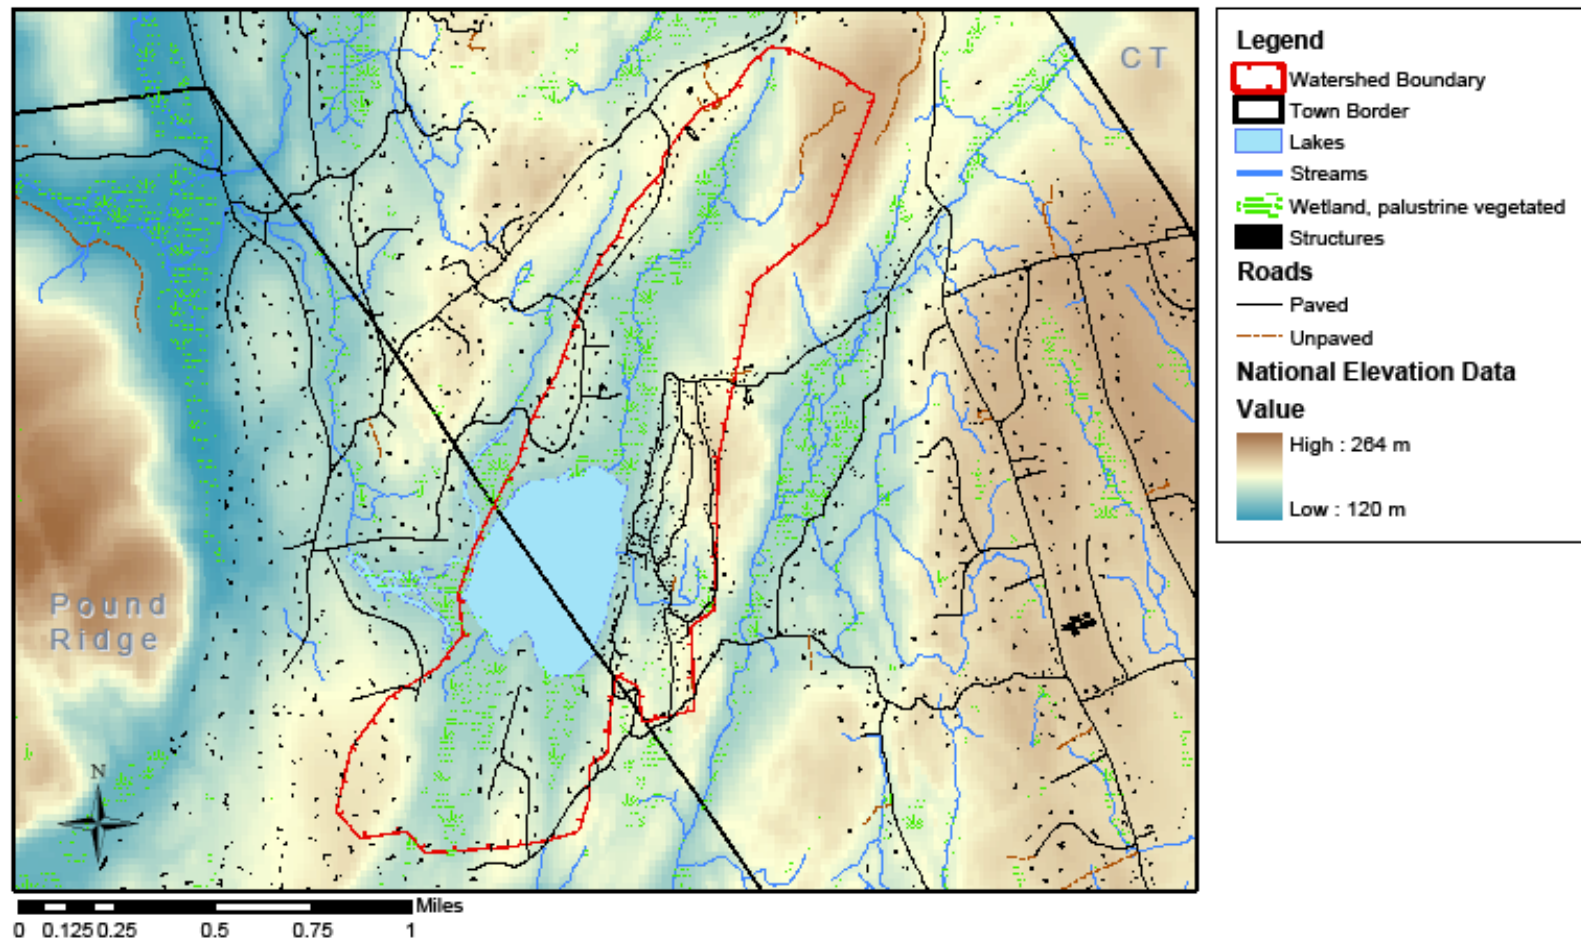 CT
Pound
Ridge
N
Miles
0 0.125 0.25 0.5 0.75 1
Legend
Watershed Boundary
Town Border
Lakes
Streams
Wetland, palustrine vegetated
Structures
Roads
Paved
Unpaved
National Elevation Data
Value
High : 264 m
Low : 120 m